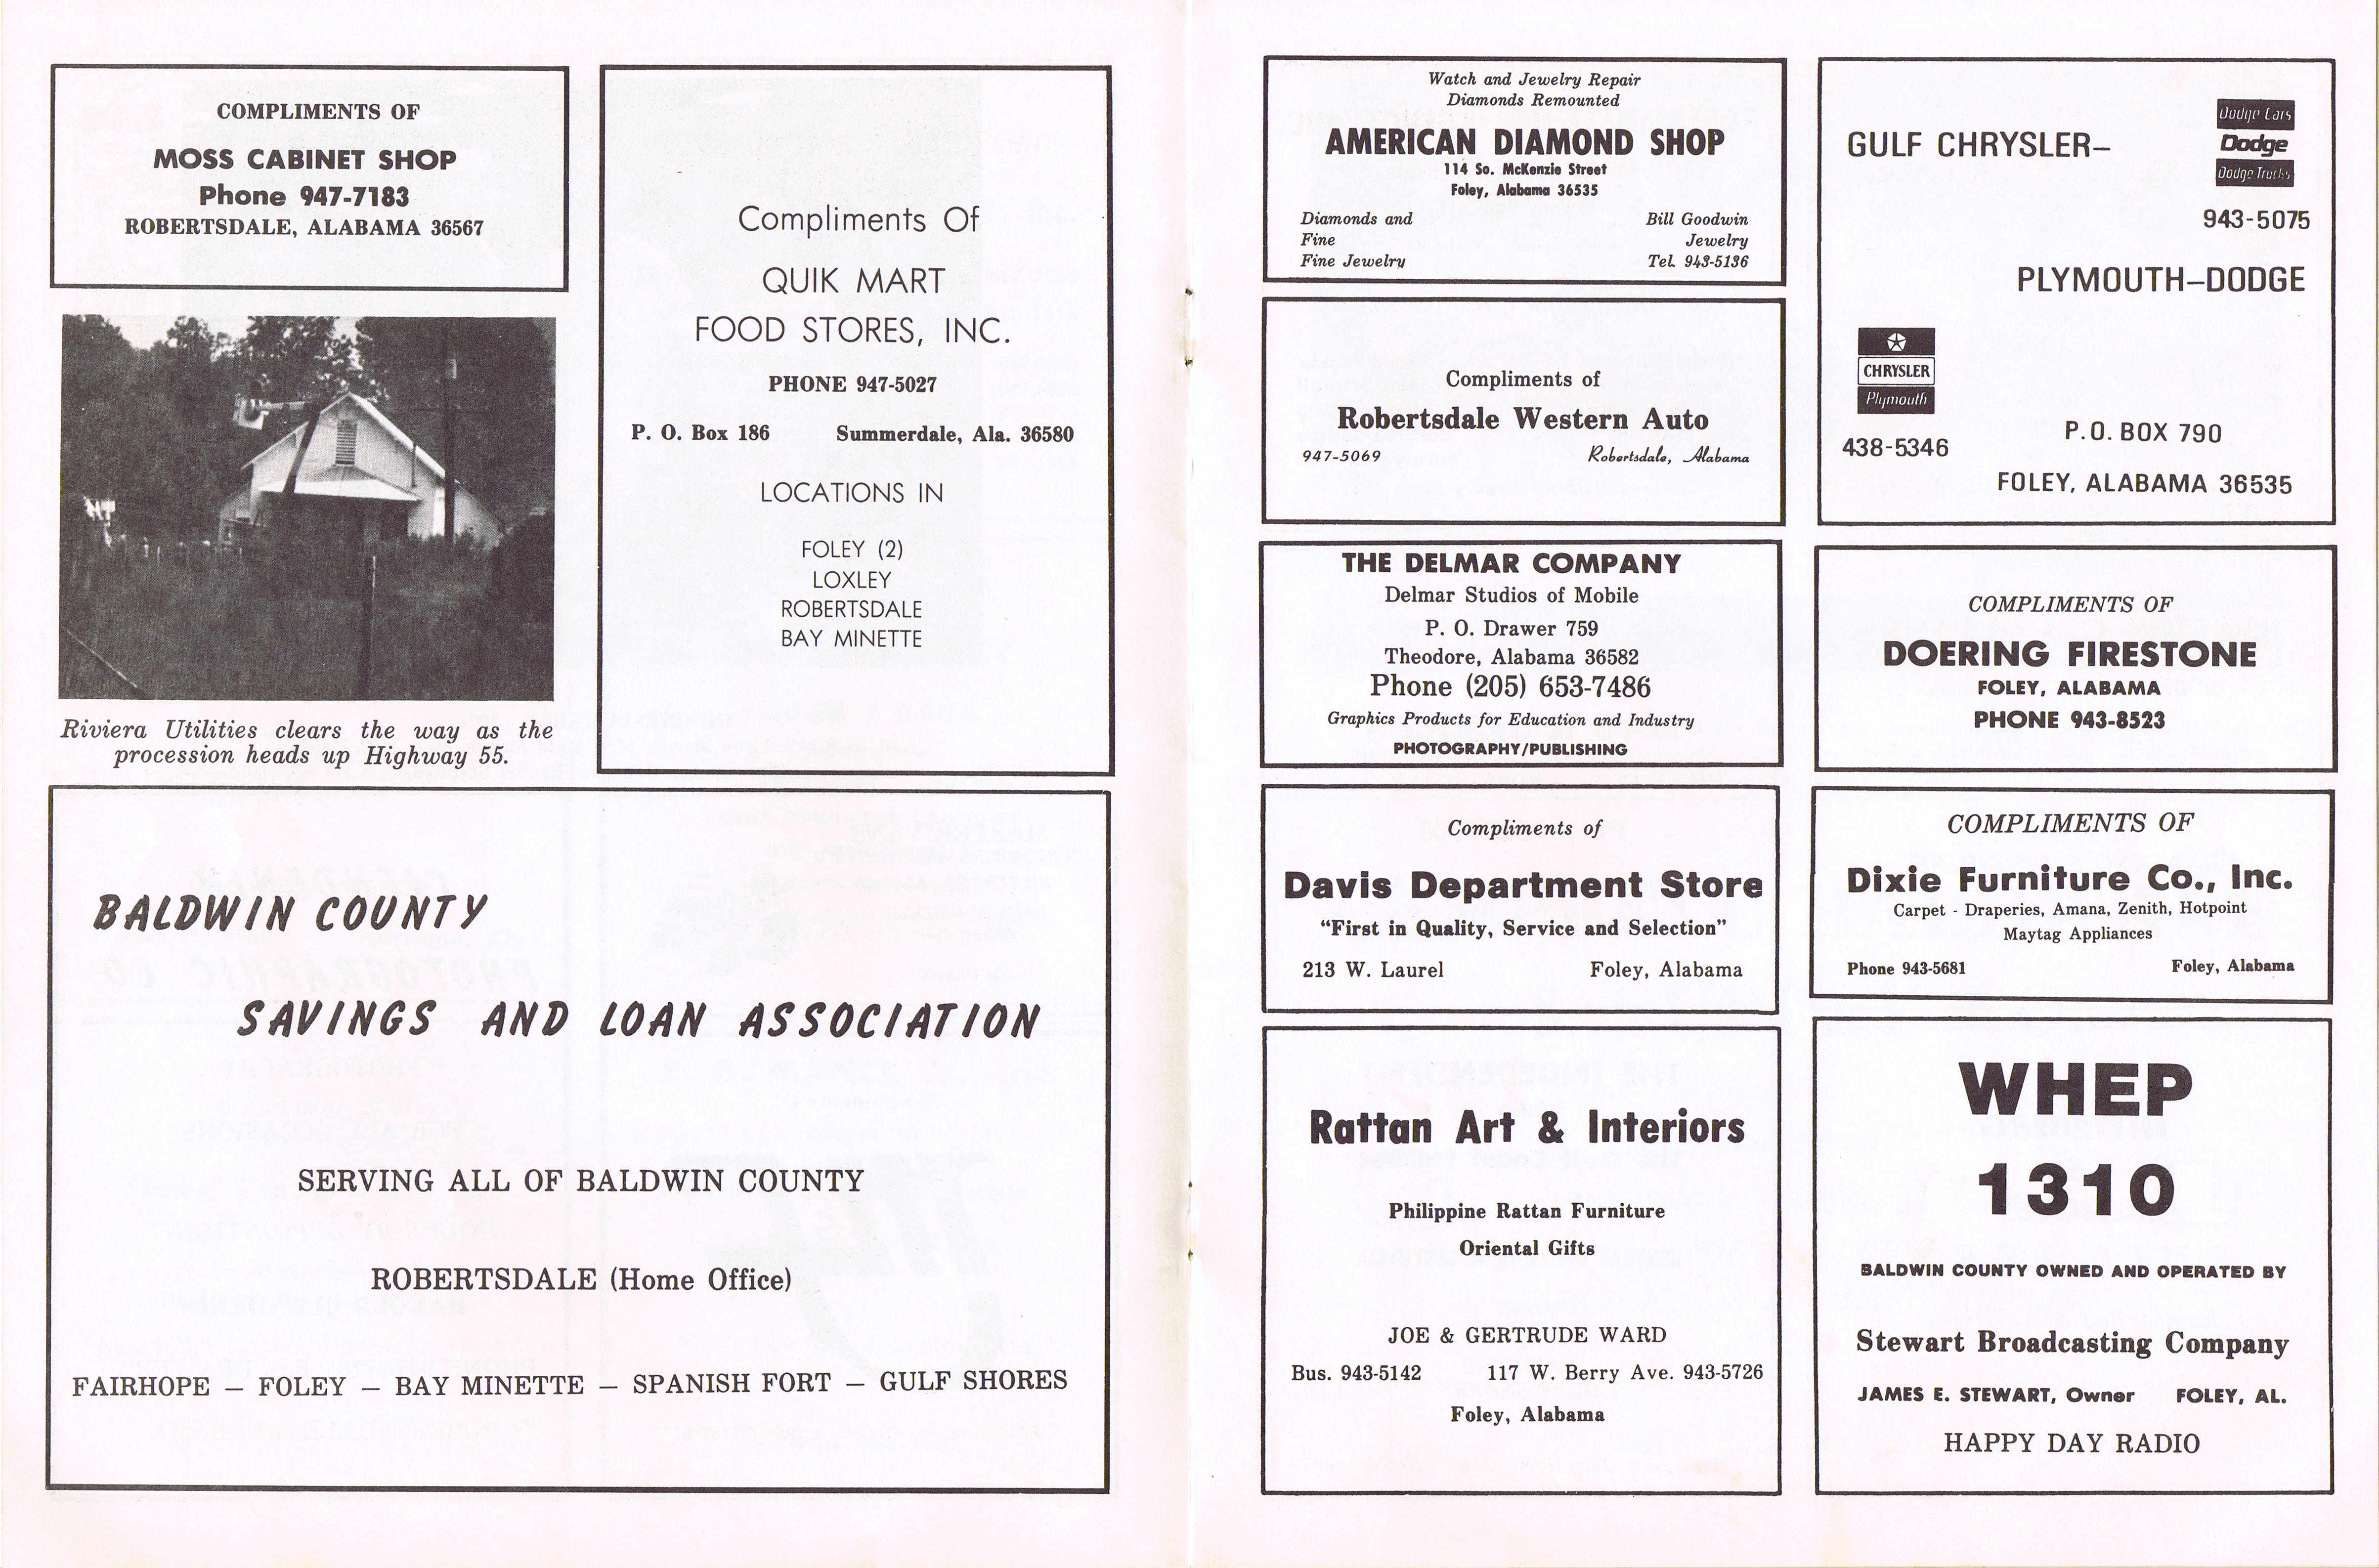 COMPLIMENTS OF
MOSS CABINET SHOP
Phone 947-7183
ROBERTSDALE, ALABAMA 36567
Riviera Utilities clears the way as the
procession heads up Highway 55.
Compliments Of
QUIK MART
FOOD STORES, INC.
PHONE 947-5027
P. O. Box 186 Summerdale, Ala. 36580
LOCATIONS IN
FOLEY (2)
LOXLEY
ROBERTSDALE
BAY MINETTE
BALDWIN COUNTY
SAVINGS AND LOAN ASSOCIATION
SERVING ALL OF BALDWIN COUNTY
ROBERTSDALE (Home Office)
FAIRHOPE – FOLEY – BAY MINETTE – SPANISH FORT – GULF SHORES
Watch and Jewelry Repair
Diamonds Remounted
AMERICAN DIAMOND SHOP
114 So. McKenzie Street
Foley, Alabama 36535
Diamonds and Bill Goodwin
Fine Jewelry
Fine Jewelry Tel. 943-5136
Compliments of
Robertsdale Western Auto
947-5069 Robertsdale, Alabama
THE DELMAR COMPANY
Delmar Studios of Mobile
P. O. Drawer 759
Theodore, Alabama 36582
Phone (205) 653-7486
Graphics Products for Education and Industry
PHOTOGRAPHY/PUBLISHING
Compliments of
Davis Department Store
"First in Quality, Service and Selection"
213 W. Laurel Foley, Alabama
Rattan Art & Interiors
Philippine Rattan Furniture
Oriental Gifts
JOE & GERTRUDE WARD
Bus. 943-5142 117 W. Berry Ave. 943-5726
Foley, Alabama
Dodge Cars
GULF CHRYSLER– Dodge
Dodge Trucks
943-5075
PLYMOUTH–DODGE
CHRYSLER
Plymouth
438-5346 P.O. BOX 790
FOLEY, ALABAMA 36535
COMPLIMENTS OF
DOERING FIRESTONE
FOLEY, ALABAMA
PHONE 943-8523
COMPLIMENTS OF
Dixie Furniture Co., Inc.
Carpet - Draperies, Amana, Zenith, Hotpoint
Maytag Appliances
Phone 943-5681 Foley, Alabama
WHEP
1310
BALDWIN COUNTY OWNED AND OPERATED BY
Stewart Broadcasting Company
JAMES E. STEWART, Owner FOLEY, AL.
HAPPY DAY RADIO